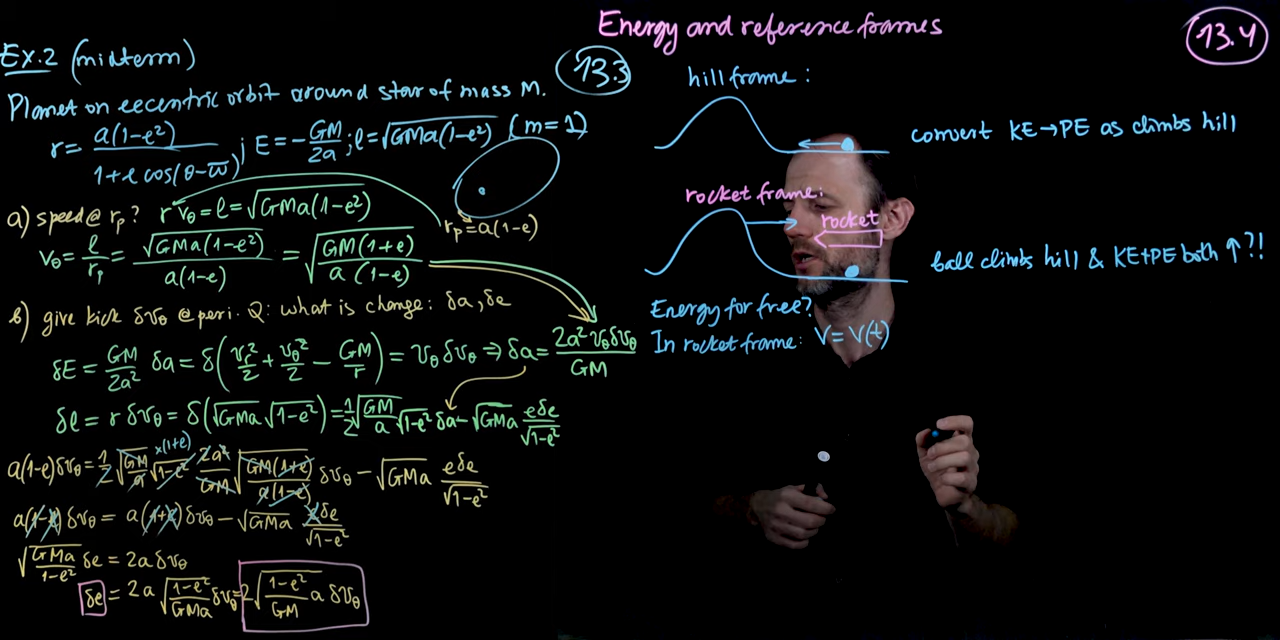 Ex.2 (midterm)
13.3
Planet on eccentric orbit around star of mass M.
r = a(1-e²) / 1+e cos(θ-ϖ) ; E = -GM/2a ; l = √GMa(1-e²) (m=1)
a) speed @ rₚ? r v_θ = l = √GMa(1-e²)
rₚ = a(1-e)
v_θ = l/rₚ = √GMa(1-e²) / a(1-e) = √GM(1+e) / a(1-e)
b) give kick δv_θ @ peri. Q: what is change: δa, δe
δE = GM/2a² δa = δ(v_r²/2 + v_θ²/2 - GM/r) = v_θ δv_θ ⇒ δa = 2a² v_θ δv_θ / GM
δl = r δv_θ = δ(√GMa √1-e²) = 1/2 √GM/a √1-e² δa - √GMa eδe/√1-e²
a(1-e)δv_θ = 1/2 √GM/a √1-e² x(1+e) 2a²/GM √GM(1+e)/a(1-e) δv_θ - √GMa eδe/√1-e²
a(1-e)δv_θ = a(1+e)δv_θ - √GMa eδe/√1-e²
√GMa/1-e² δe = 2a δv_θ
δe = 2a √1-e²/GMa δv_θ = 2√1-e²/GM a δv_θ
Energy and reference frames
13.4
hill frame:
convert KE→PE as climbs hill
rocket frame:
rocket
ball climbs hill & KE+PE both ↑?!
Energy for free?
In rocket frame: V = V(t)